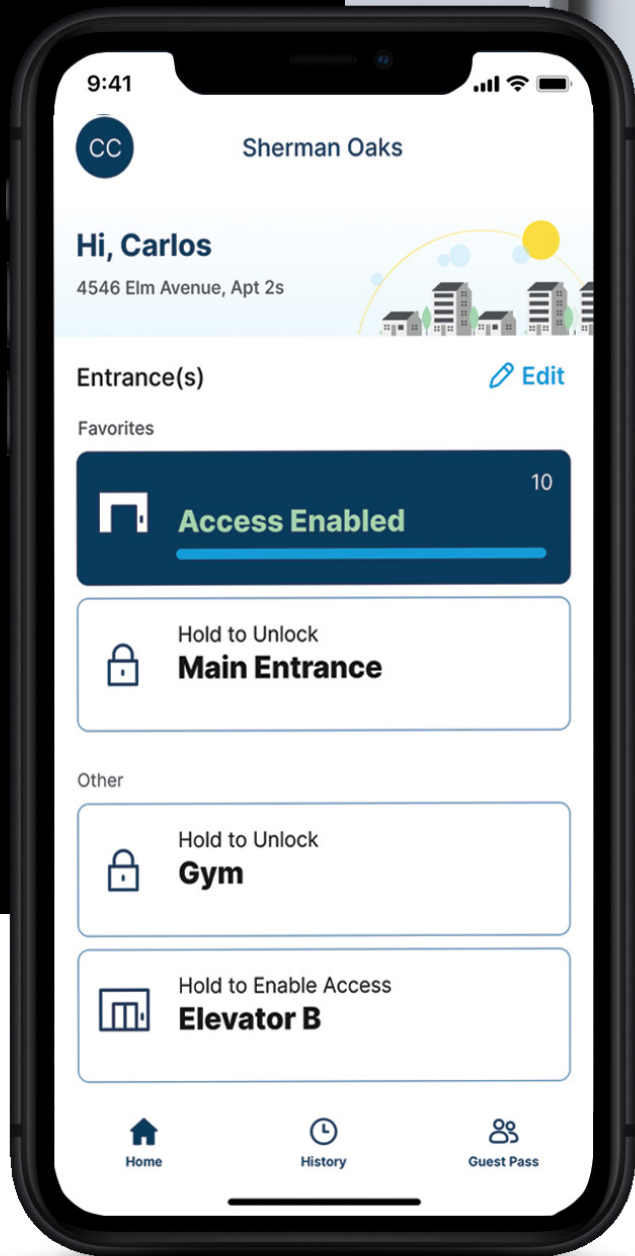 9:41
CC
Sherman Oaks
Hi, Carlos
4546 Elm Avenue, Apt 2s
Entrance(s)
Edit
Favorites
10
Access Enabled
Hold to Unlock
Main Entrance
Other
Hold to Unlock
Gym
Hold to Enable Access
Elevator B
Home
History
Guest Pass